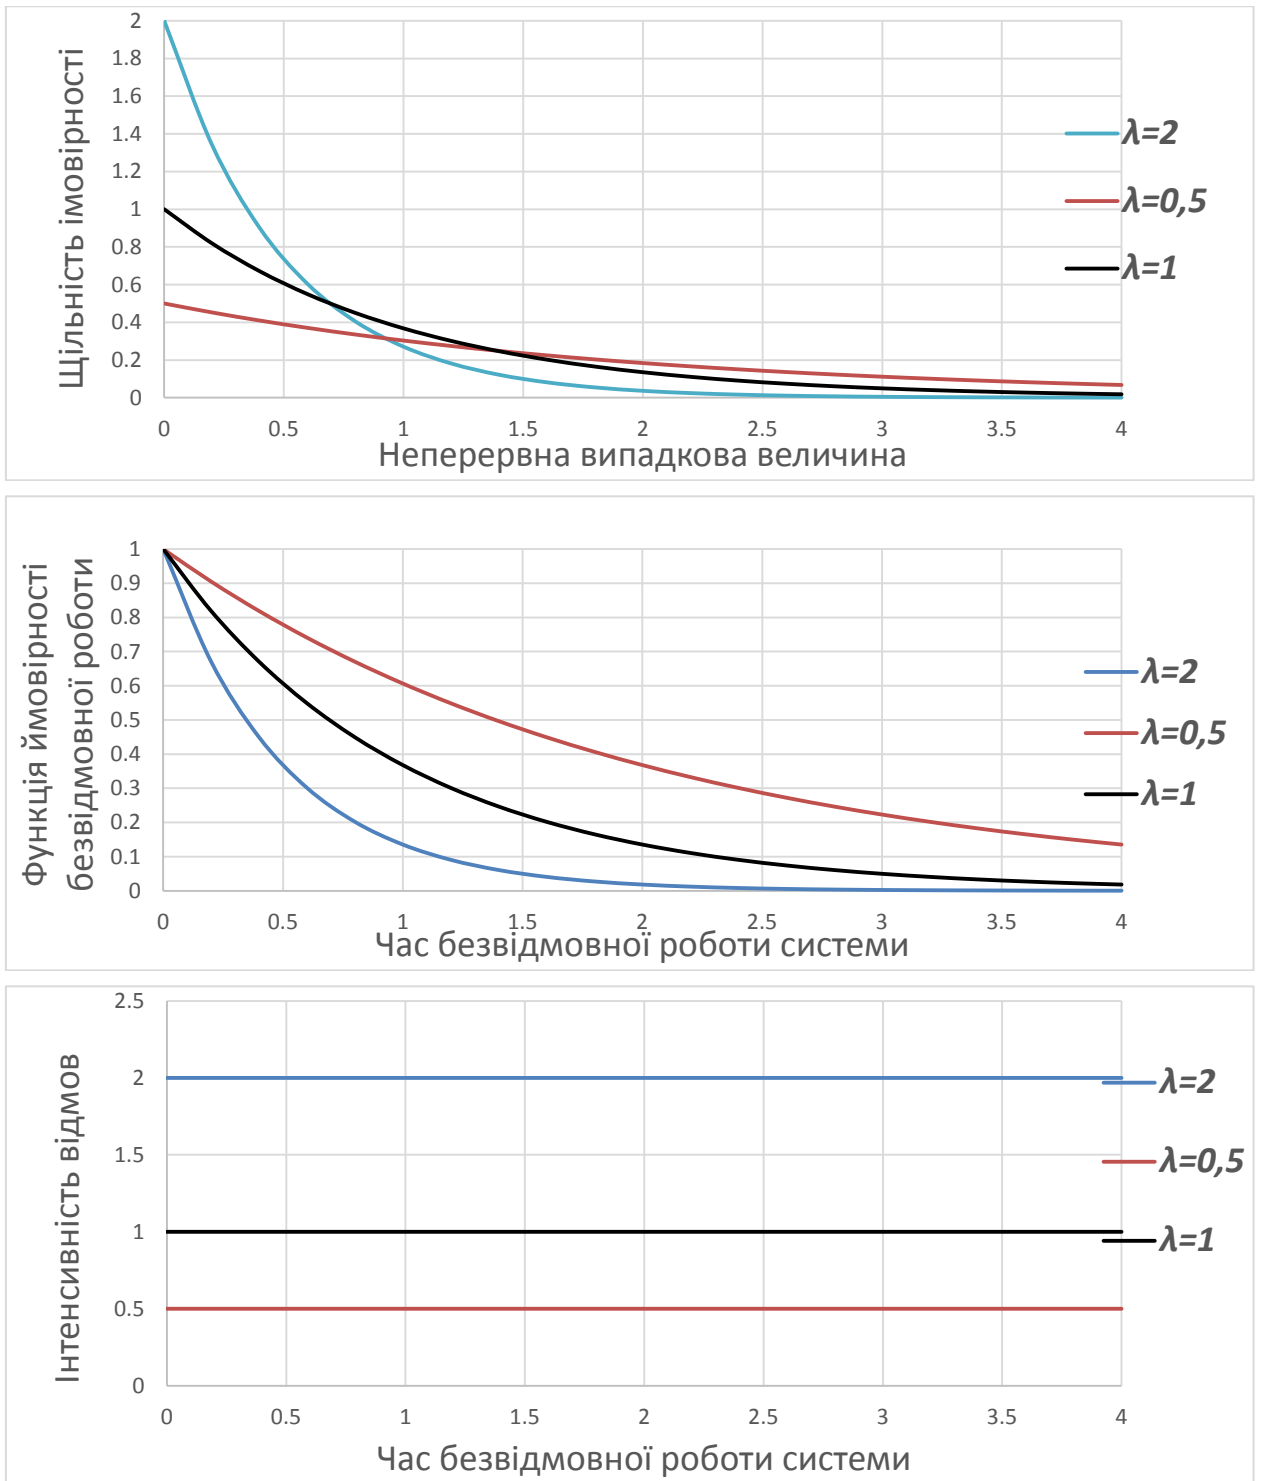 Щільність імовірності
2
1.8
1.6
1.4
1.2
1
0.8
0.6
0.4
0.2
0
0 0.5 1 1.5 2 2.5 3 3.5 4
Неперервна випадкова величина
λ=2
λ=0,5
λ=1
Функція ймовірності
безвідмовної роботи
1
0.9
0.8
0.7
0.6
0.5
0.4
0.3
0.2
0.1
0
0 0.5 1 1.5 2 2.5 3 3.5 4
Час безвідмовної роботи системи
λ=2
λ=0,5
λ=1
Інтенсивність відмов
2.5
2
1.5
1
0.5
0
0 0.5 1 1.5 2 2.5 3 3.5 4
Час безвідмовної роботи системи
λ=2
λ=0,5
λ=1